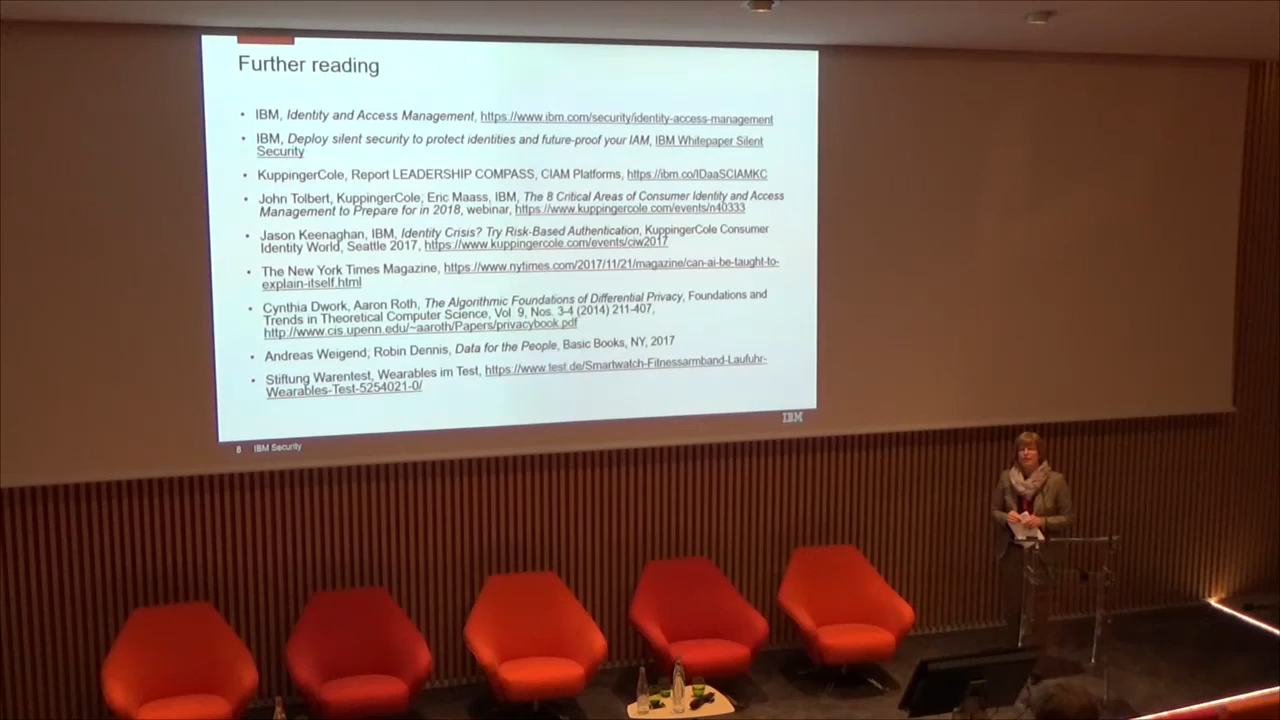 Further reading
• IBM, Identity and Access Management, https://www.ibm.com/security/identity-access-management
• IBM, Deploy silent security to protect identities and future-proof your IAM, IBM Whitepaper Silent
Security
• KuppingerCole, Report LEADERSHIP COMPASS, CIAM Platforms, https://ibm.co/IDaaSCIAMKC
• John Tolbert, KuppingerCole, Eric Maass, IBM, The 8 Critical Areas of Consumer Identity and Access
Management to Prepare for in 2018, webinar, https://www.kuppingercole.com/events/n40333
• Jason Keenaghan, IBM, Identity Crisis? Try Risk-Based Authentication, KuppingerCole Consumer
Identity World, Seattle 2017, https://www.kuppingercole.com/events/ciw2017
• The New York Times Magazine, https://www.nytimes.com/2017/11/21/magazine/can-ai-be-taught-to-
explain-itself.html
• Cynthia Dwork, Aaron Roth, The Algorithmic Foundations of Differential Privacy, Foundations and
Trends in Theoretical Computer Science, Vol. 9, Nos. 3-4 (2014) 211-407,
http://www.cis.upenn.edu/~aaroth/Papers/privacybook.pdf
• Andreas Weigend; Robin Dennis, Data for the People, Basic Books, NY, 2017
• Stiftung Warentest, Wearables im Test, https://www.test.de/Smartwatch-Fitnessarmband-Laufuhr-
Wearables-Test-5254021-0/
IBM
8 IBM Security